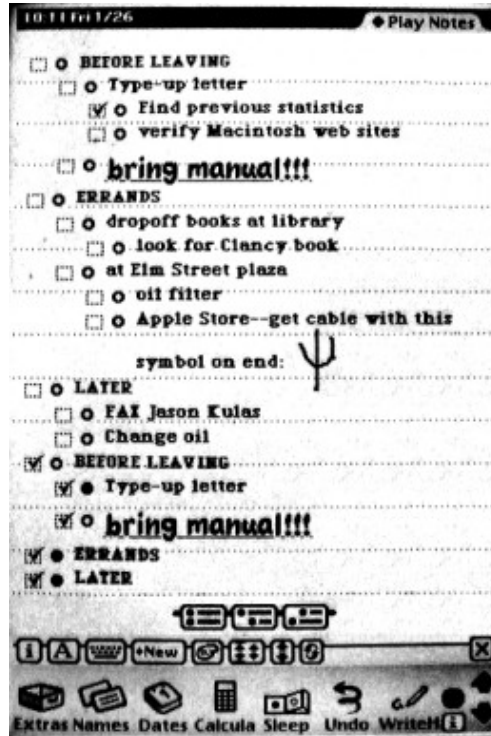 10:11 Fri 1/26
Play Notes
BEFORE LEAVING
Type-up letter
Find previous statistics
verify Macintosh web sites
bring manual!!!
ERRANDS
dropoff books at library
look for Clancy book
at Elm Street plaza
oil filter
Apple Store--get cable with this
symbol on end:
LATER
FAX Jason Kulas
Change oil
BEFORE LEAVING
Type-up letter
bring manual!!!
ERRANDS
LATER
i A New
Extras Names Dates Calcula Sleep Undo WriteH i